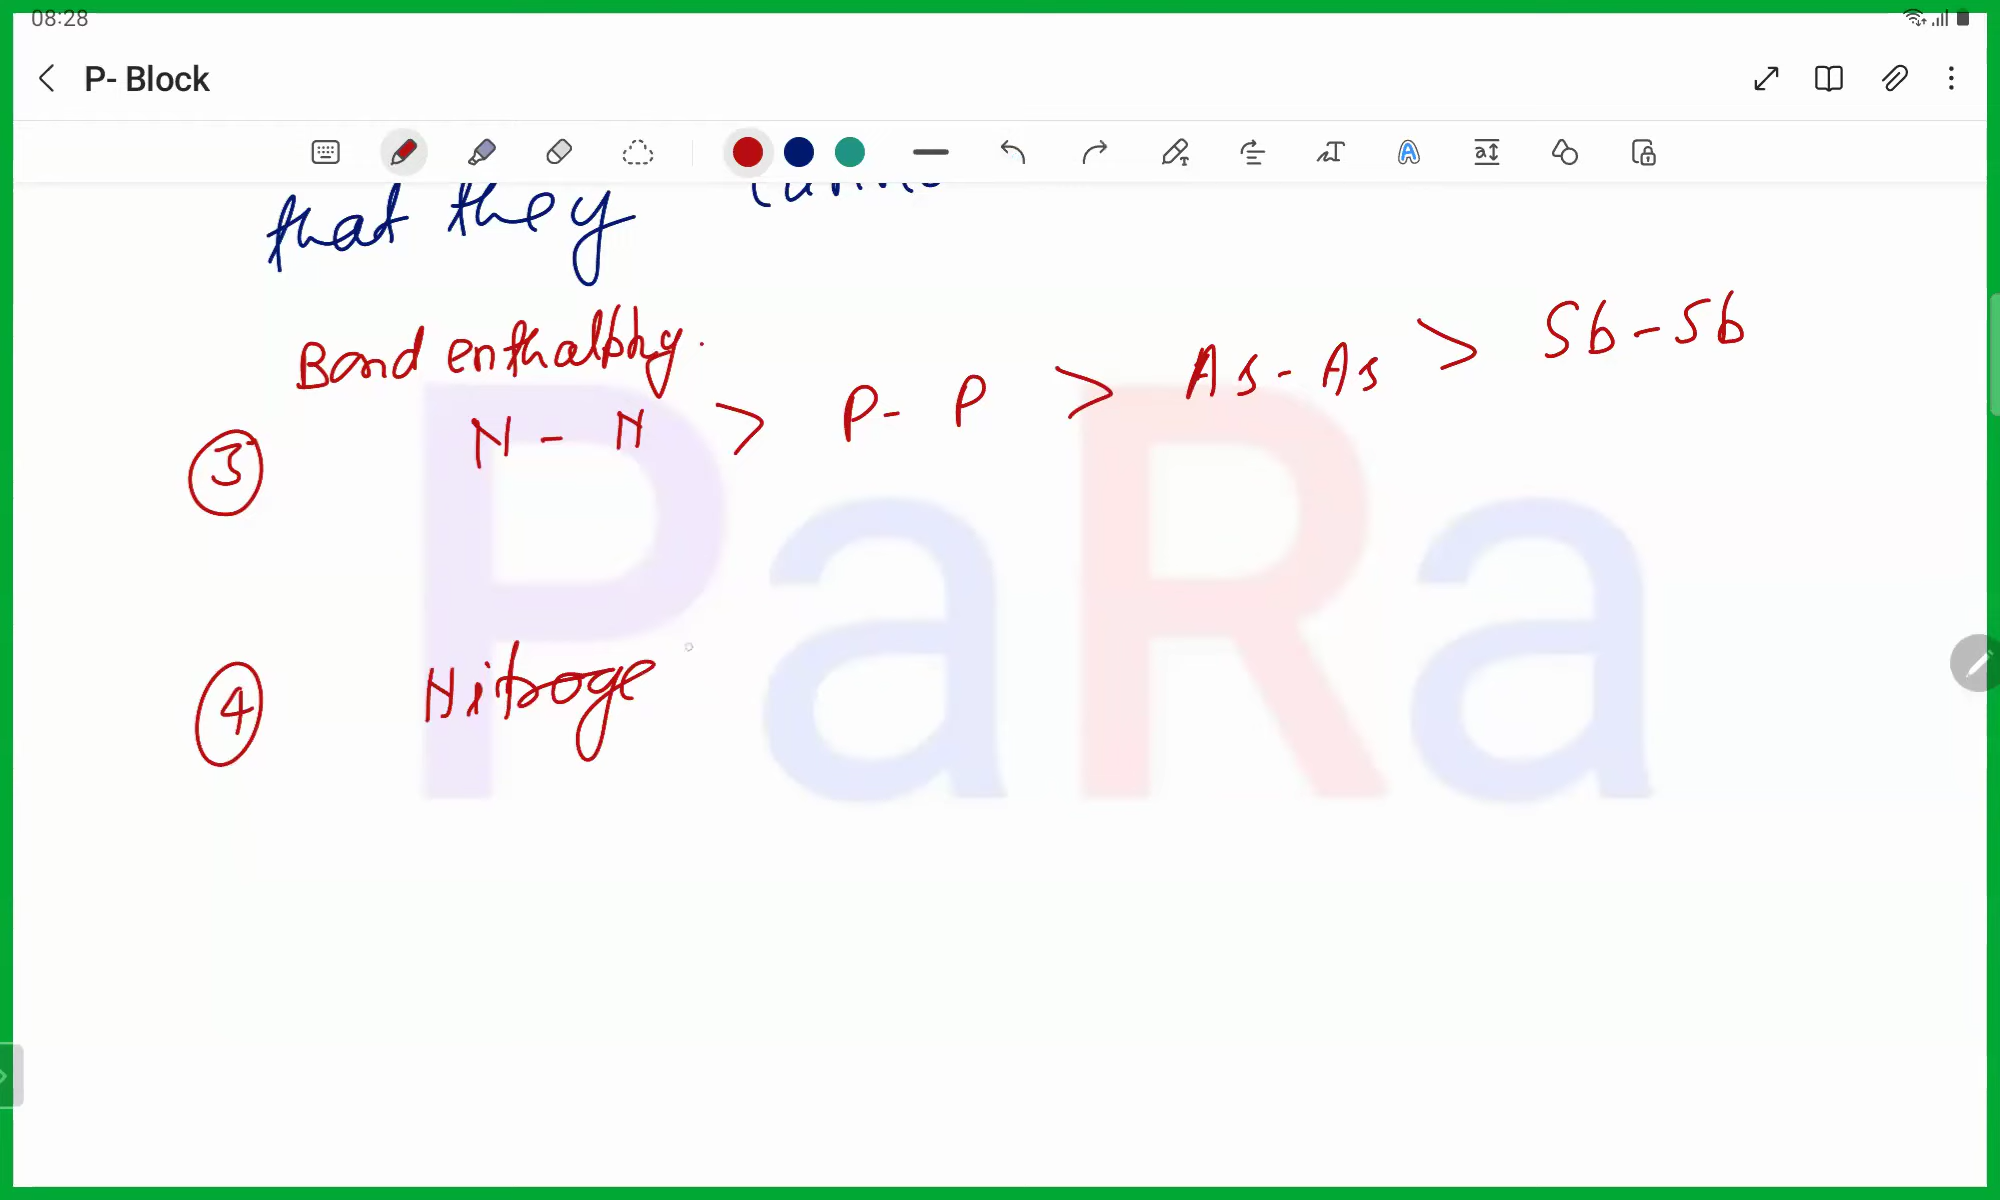 08:28
P- Block
that they
Bond enthalphy.
③ N - N > P - P > As - As > Sb - Sb
④ Nitroge
PaRa